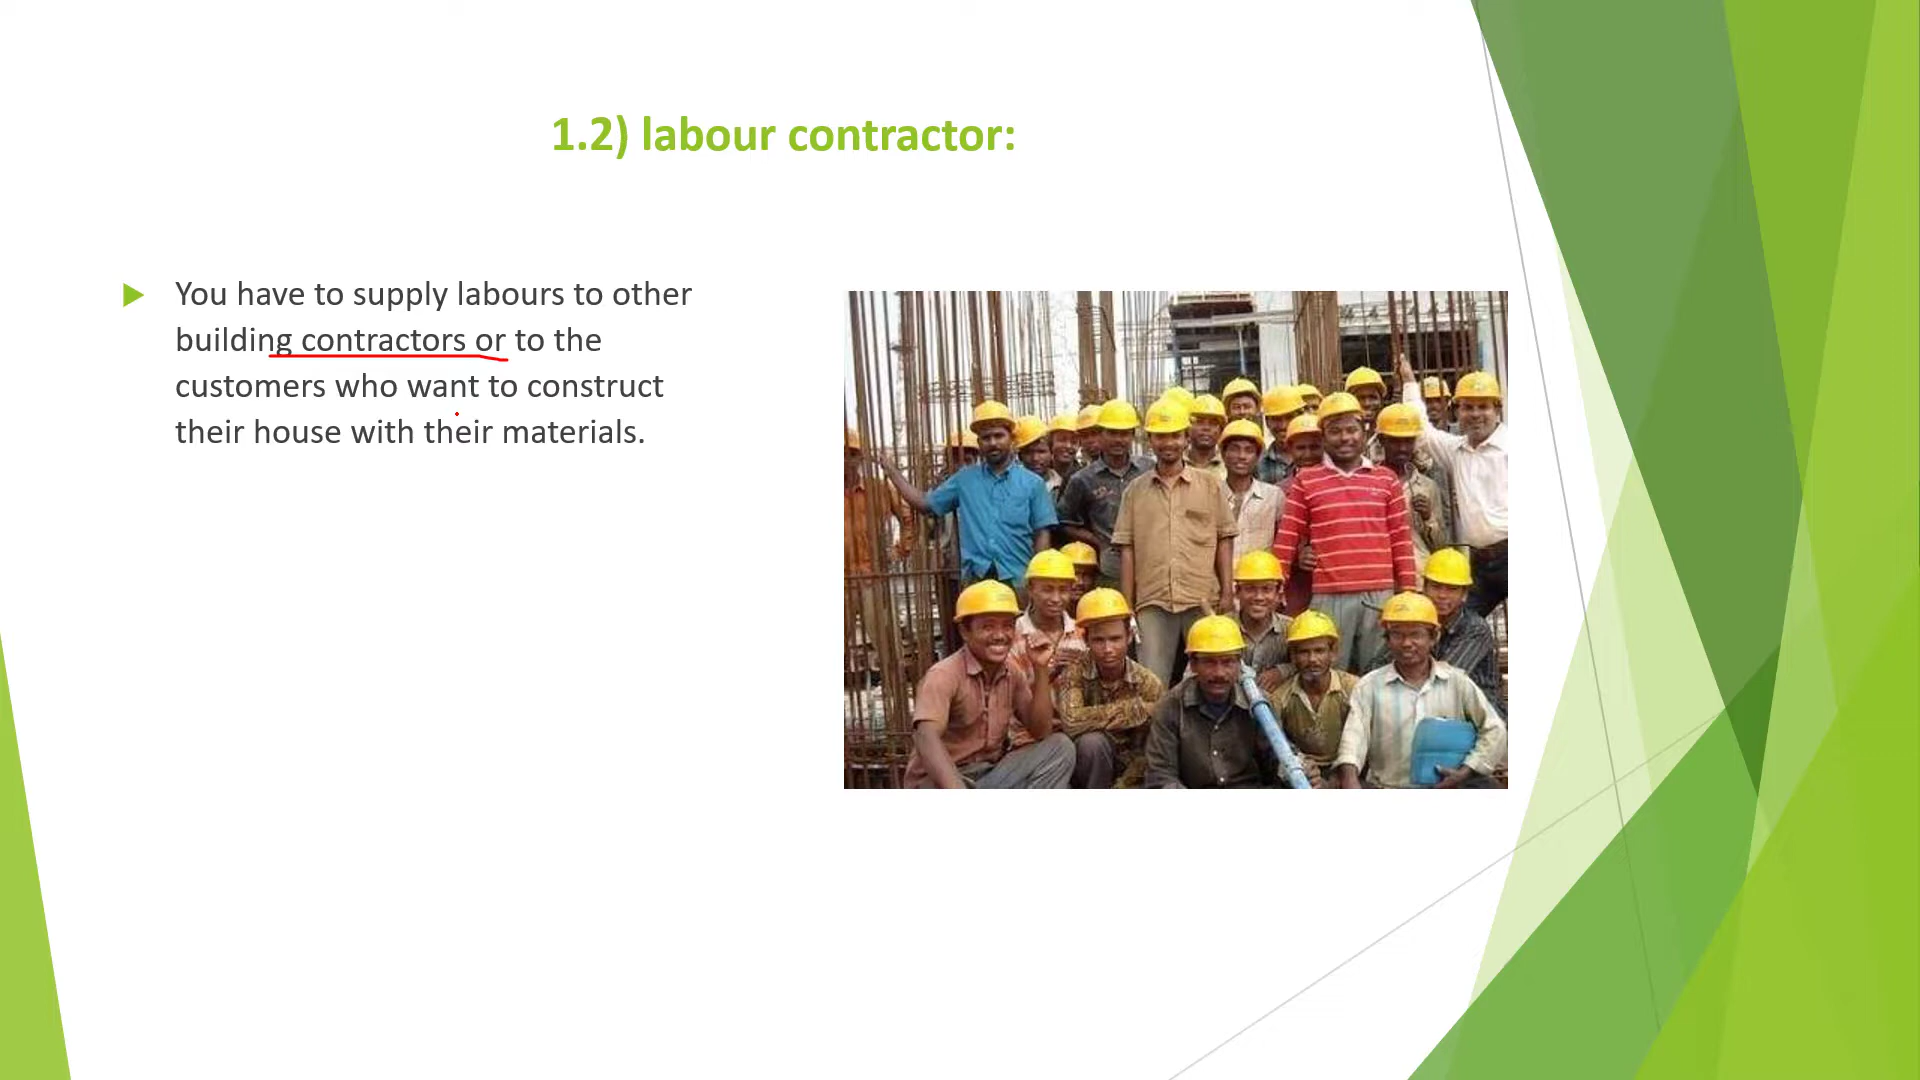 1.2) labour contractor:
You have to supply labours to other
building contractors or to the
customers who want to construct
their house with their materials.